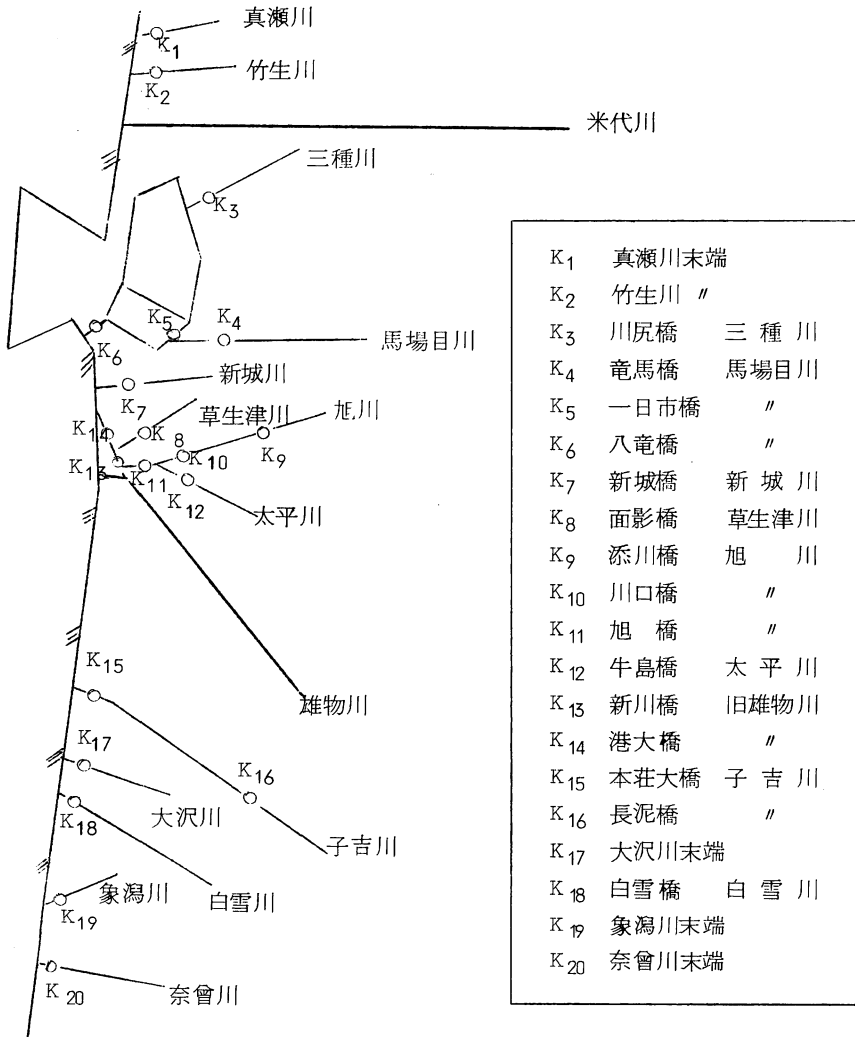 真瀬川
K1
竹生川
K2
米代川
三種川
K3
K5 K4
馬場目川
K6
新城川
K7
草生津川 旭川
K14 K
8
K10 K9
K13
K11
K12
太平川
雄物川
K15
K17
K16
大沢川
K18
子吉川
象潟川
白雪川
K19
K20
奈曾川
K1 真瀬川末端
K2 竹生川 〃
K3 川尻橋 三種川
K4 竜馬橋 馬場目川
K5 一日市橋 〃
K6 八竜橋 〃
K7 新城橋 新城川
K8 面影橋 草生津川
K9 添川橋 旭川
K10 川口橋 〃
K11 旭橋 〃
K12 牛島橋 太平川
K13 新川橋 旧雄物川
K14 港大橋 〃
K15 本荘大橋 子吉川
K16 長泥橋 〃
K17 大沢川末端
K18 白雪橋 白雪川
K19 象潟川末端
K20 奈曾川末端